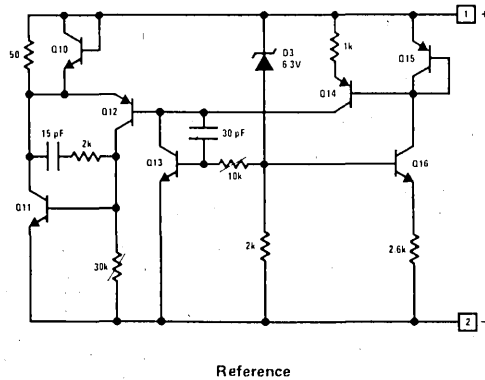 1 +
50
Q10
D3
6.3V
1k
Q15
Q14
Q12
15 pF
2k
30 pF
Q13
10k
Q16
Q11
2k
2.6k
30k
2 -
Reference